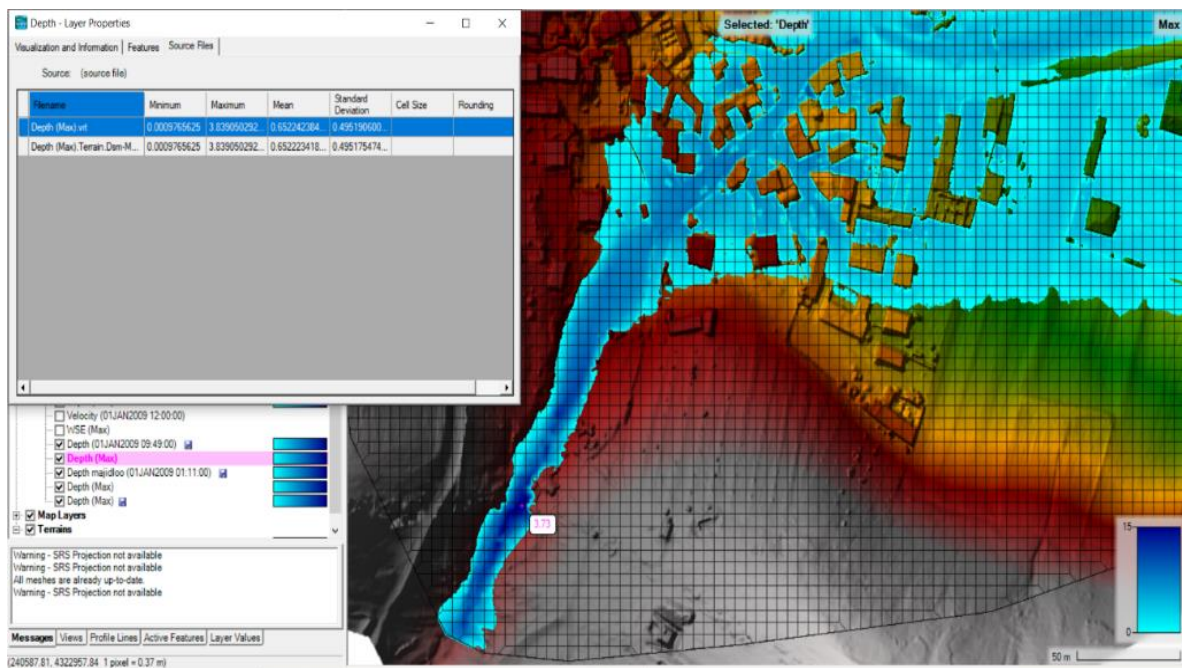 Depth - Layer Properties
Visualization and Information Features Source Files
Source: (source file)
Filename Minimum Maximum Mean Standard Deviation Cell Size Rounding
Depth (Max).vrt 0.0009765625 3.839050292... 0.652242384... 0.495190600...
Depth (Max).Terrain.Dsm-M... 0.0009765625 3.839050292... 0.652223418... 0.495175474...
Selected: 'Depth'
Max
Velocity (01JAN2009 12:00:00)
WSE (Max)
Depth (01JAN2009 09:49:00)
Depth (Max)
Depth majidloo (01JAN2009 01:11:00)
Depth (Max)
Depth (Max)
Map Layers
Terrains
3.73
15
0
50 m
Warning - SRS Projection not available
Warning - SRS Projection not available
All meshes are already up-to-date.
Warning - SRS Projection not available
Messages Views Profile Lines Active Features Layer Values
(240587.81, 4322957.84 1 pixel = 0.37 m)